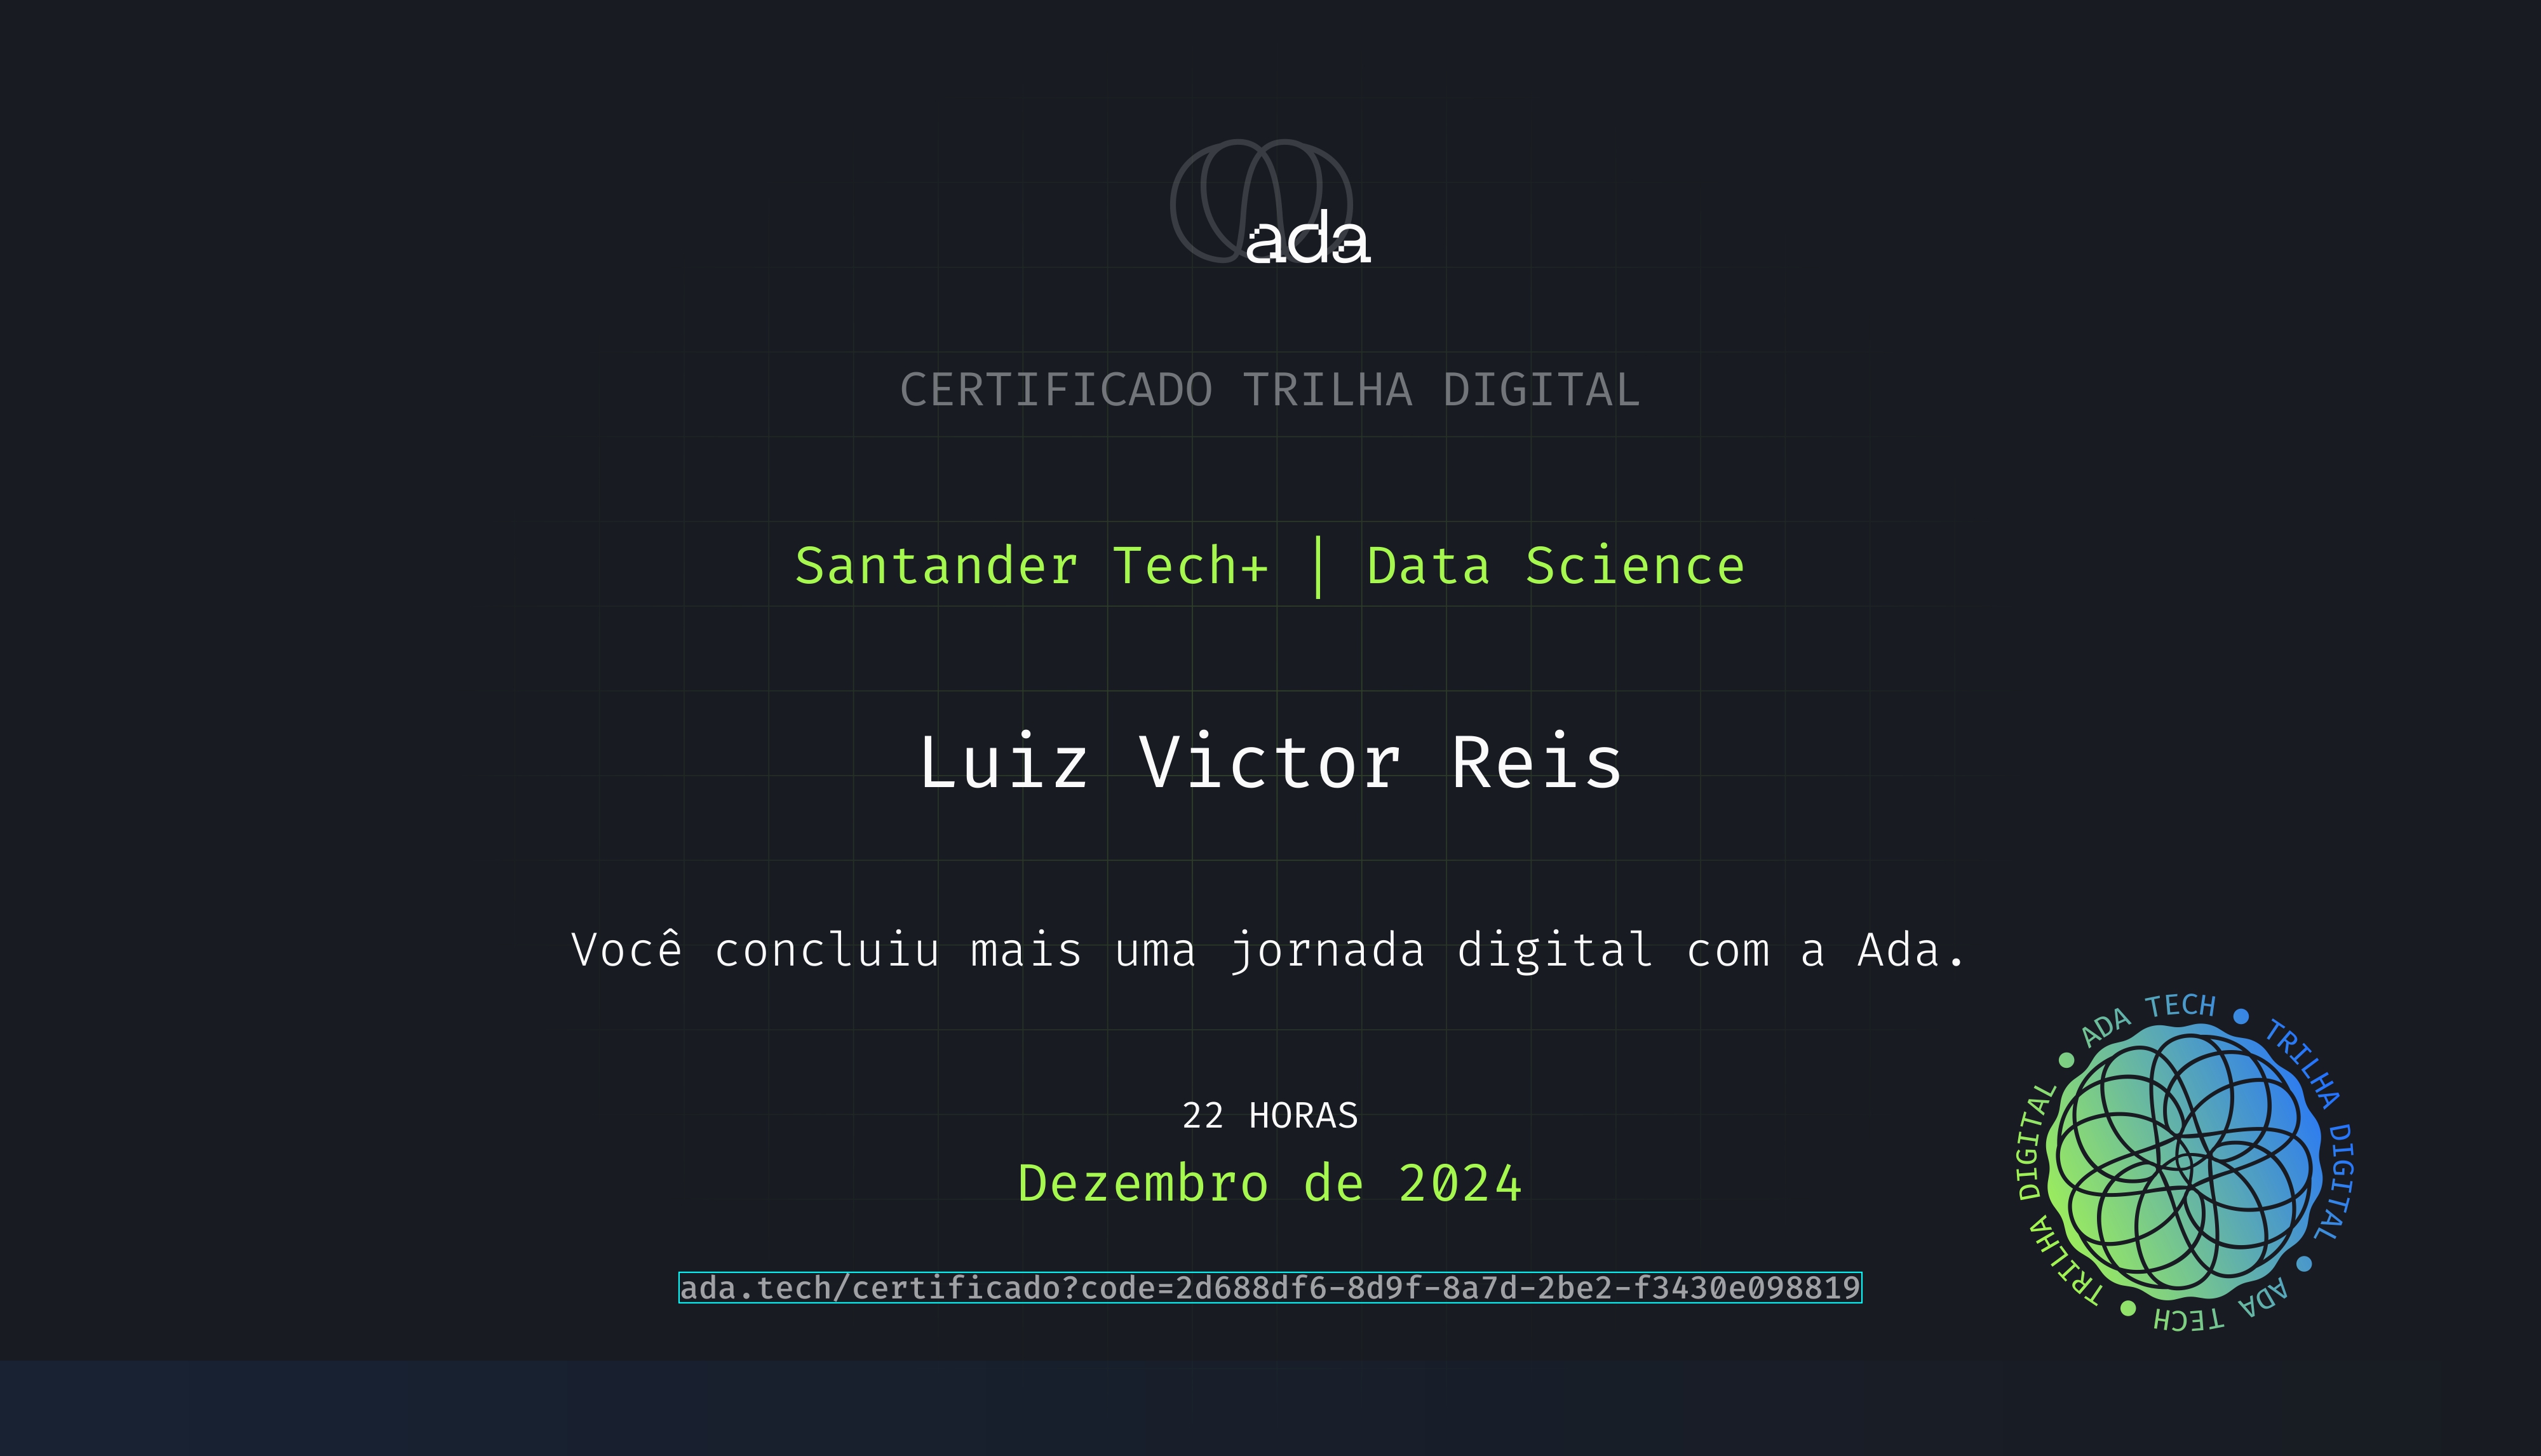 ada
CERTIFICADO TRILHA DIGITAL
Santander Tech+ | Data Science
Luiz Victor Reis
Você concluiu mais uma jornada digital com a Ada.
22 HORAS
Dezembro de 2024
ada.tech/certificado?code=2d688df6-8d9f-8a7d-2be2-f3430e098819
ADA TECH • TRILHA DIGITAL • ADA TECH • TRILHA DIGITAL •